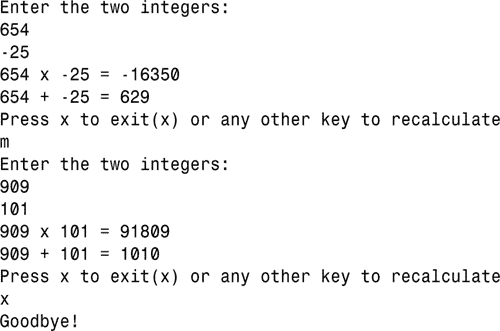 Enter the two integers:
654
-25
654 x -25 = -16350
654 + -25 = 629
Press x to exit(x) or any other key to recalculate
m
Enter the two integers:
909
101
909 x 101 = 91809
909 + 101 = 1010
Press x to exit(x) or any other key to recalculate
x
Goodbye!